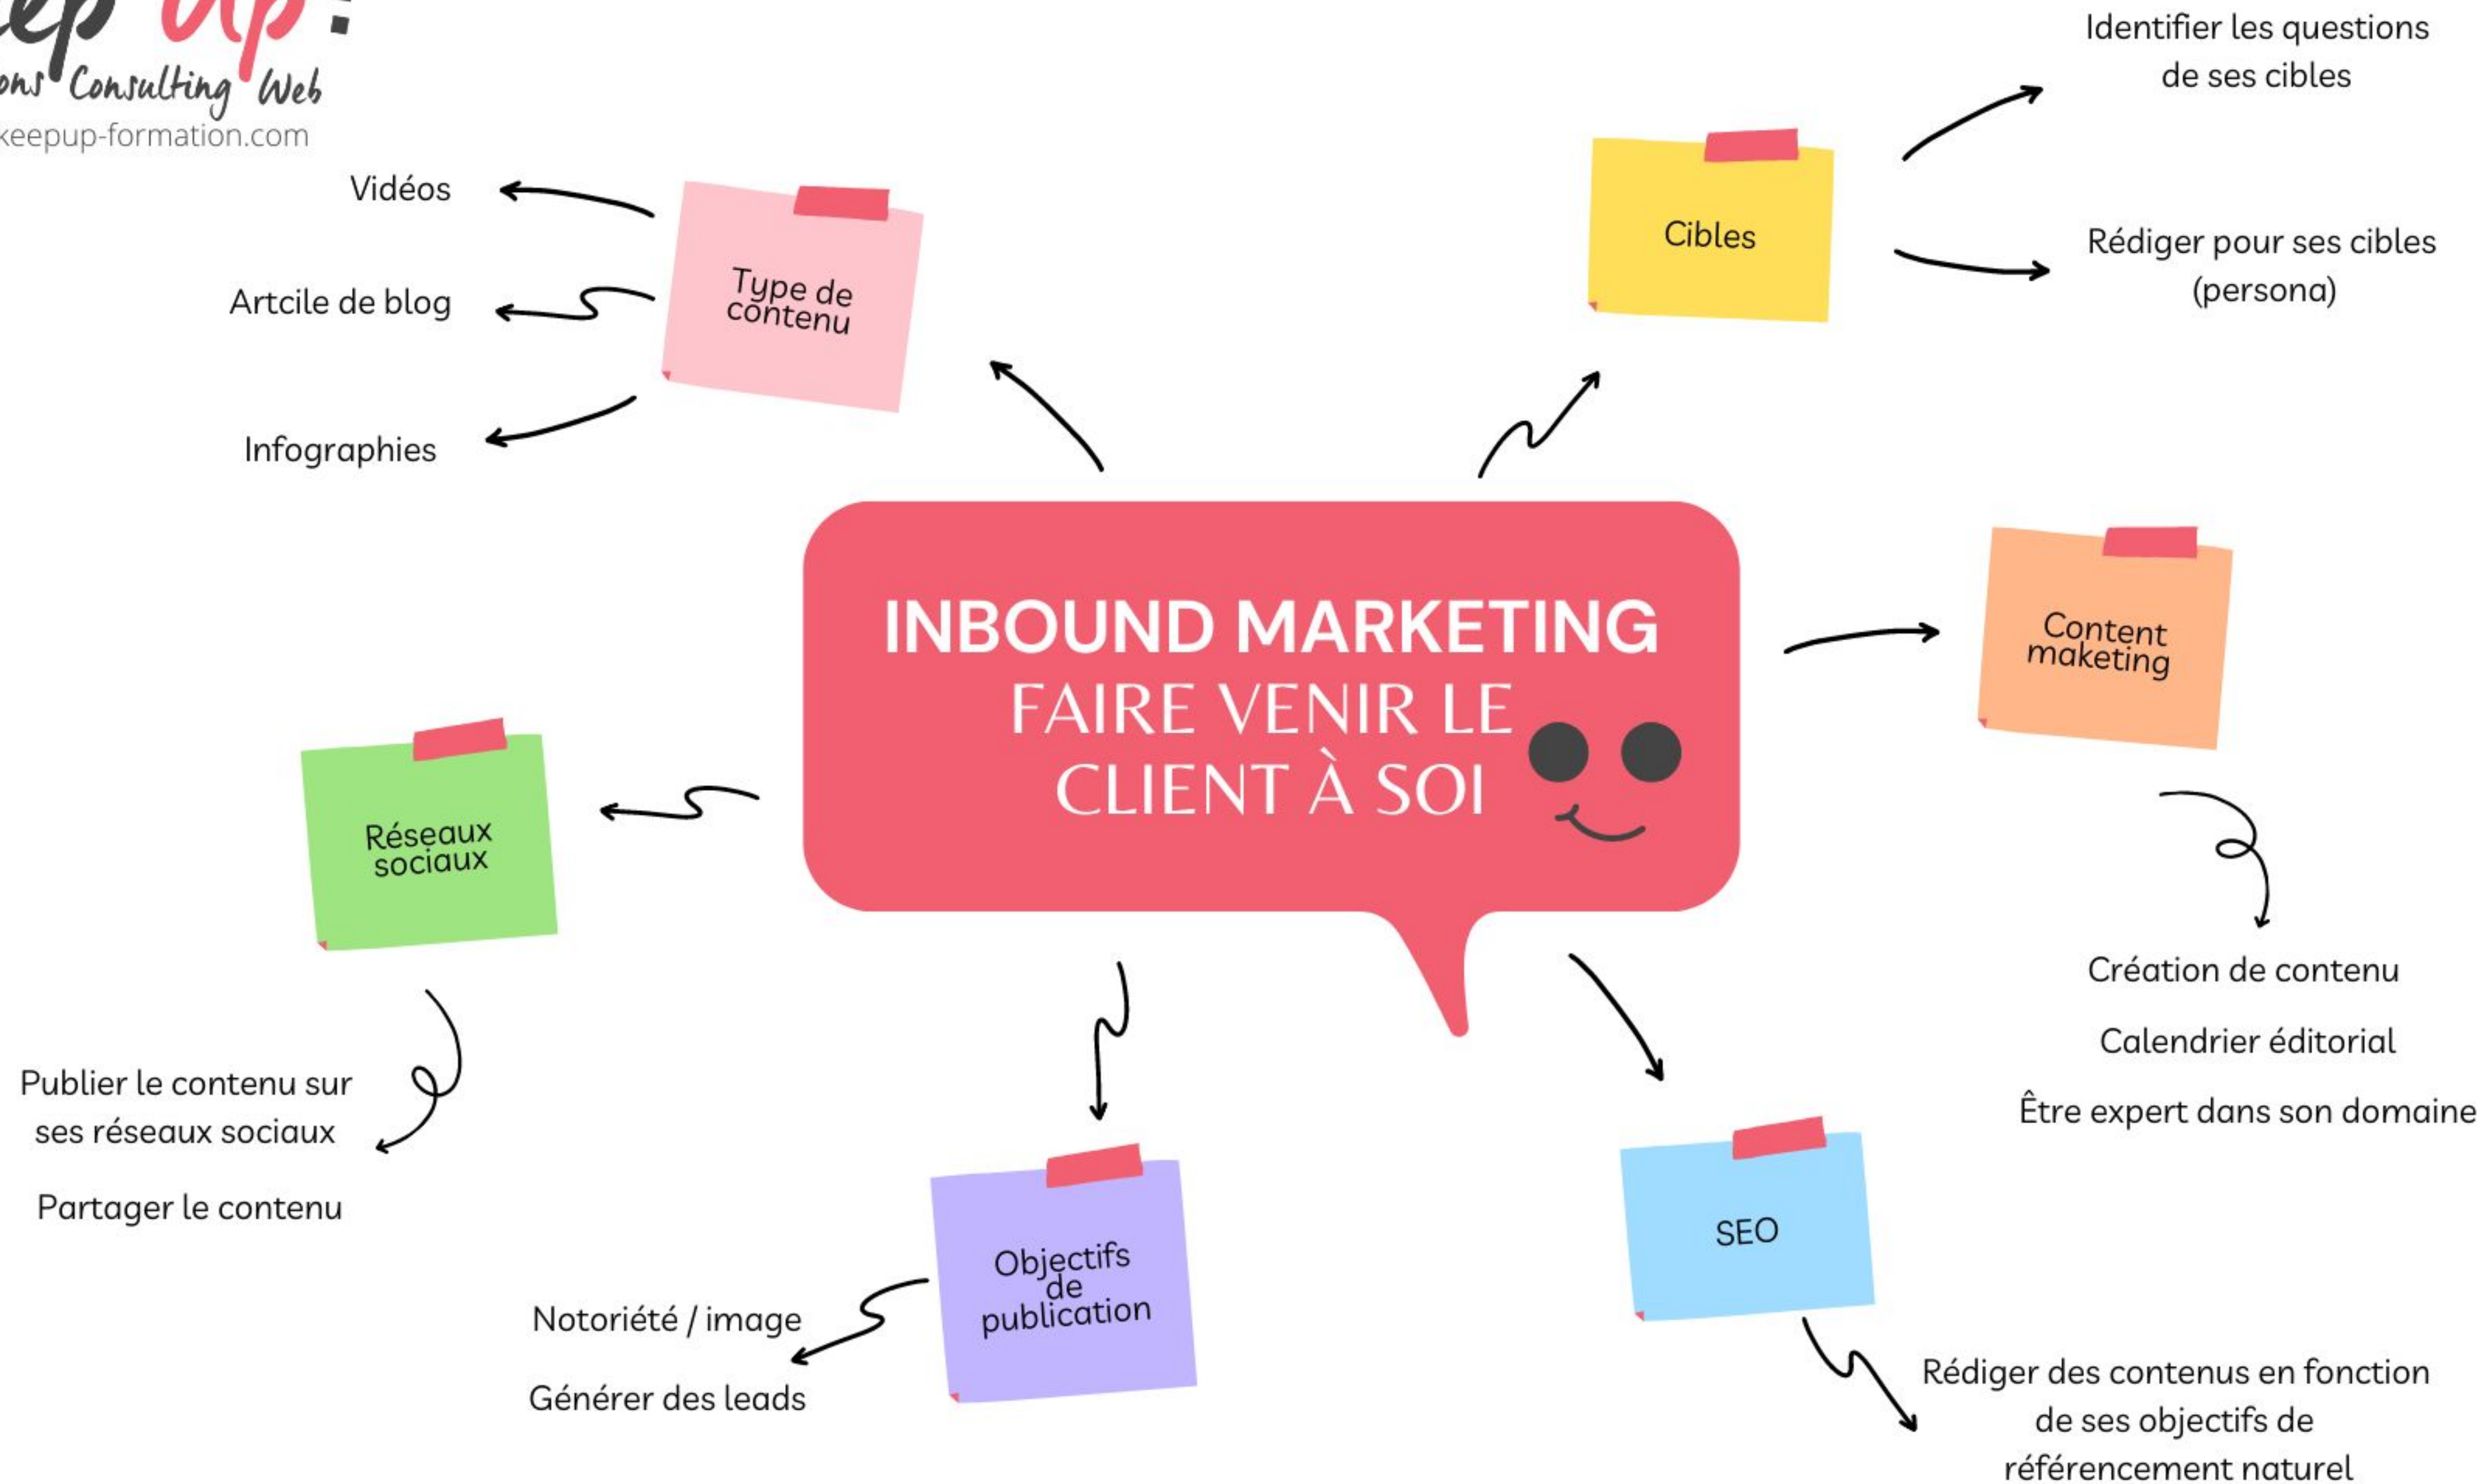 up
Consulting Web
keepup-formation.com
Vidéos
Artcile de blog
Infographies
Type de
contenu
Cibles
Identifier les questions
de ses cibles
Rédiger pour ses cibles
(persona)
INBOUND MARKETING
FAIRE VENIR LE
CLIENT À SOI
Content
maketing
Création de contenu
Calendrier éditorial
Être expert dans son domaine
Réseaux
sociaux
Publier le contenu sur
ses réseaux sociaux
Partager le contenu
Objectifs
de
publication
Notoriété / image
Générer des leads
SEO
Rédiger des contenus en fonction
de ses objectifs de
référencement naturel